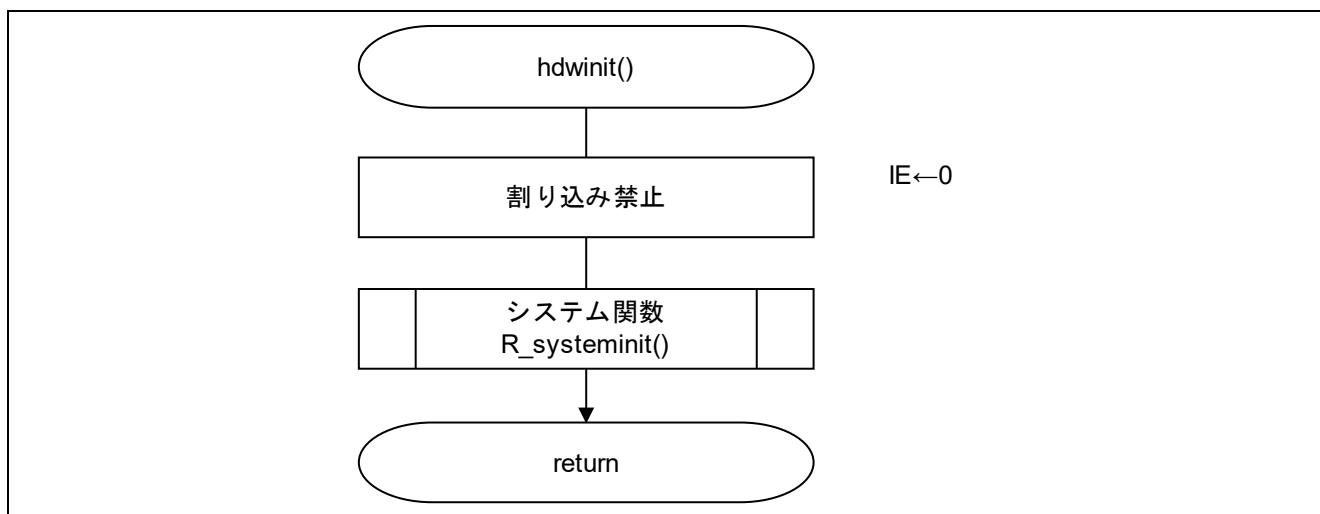 hdwinit()
割り込み禁止
IE←0
システム関数
R_systeminit()
return